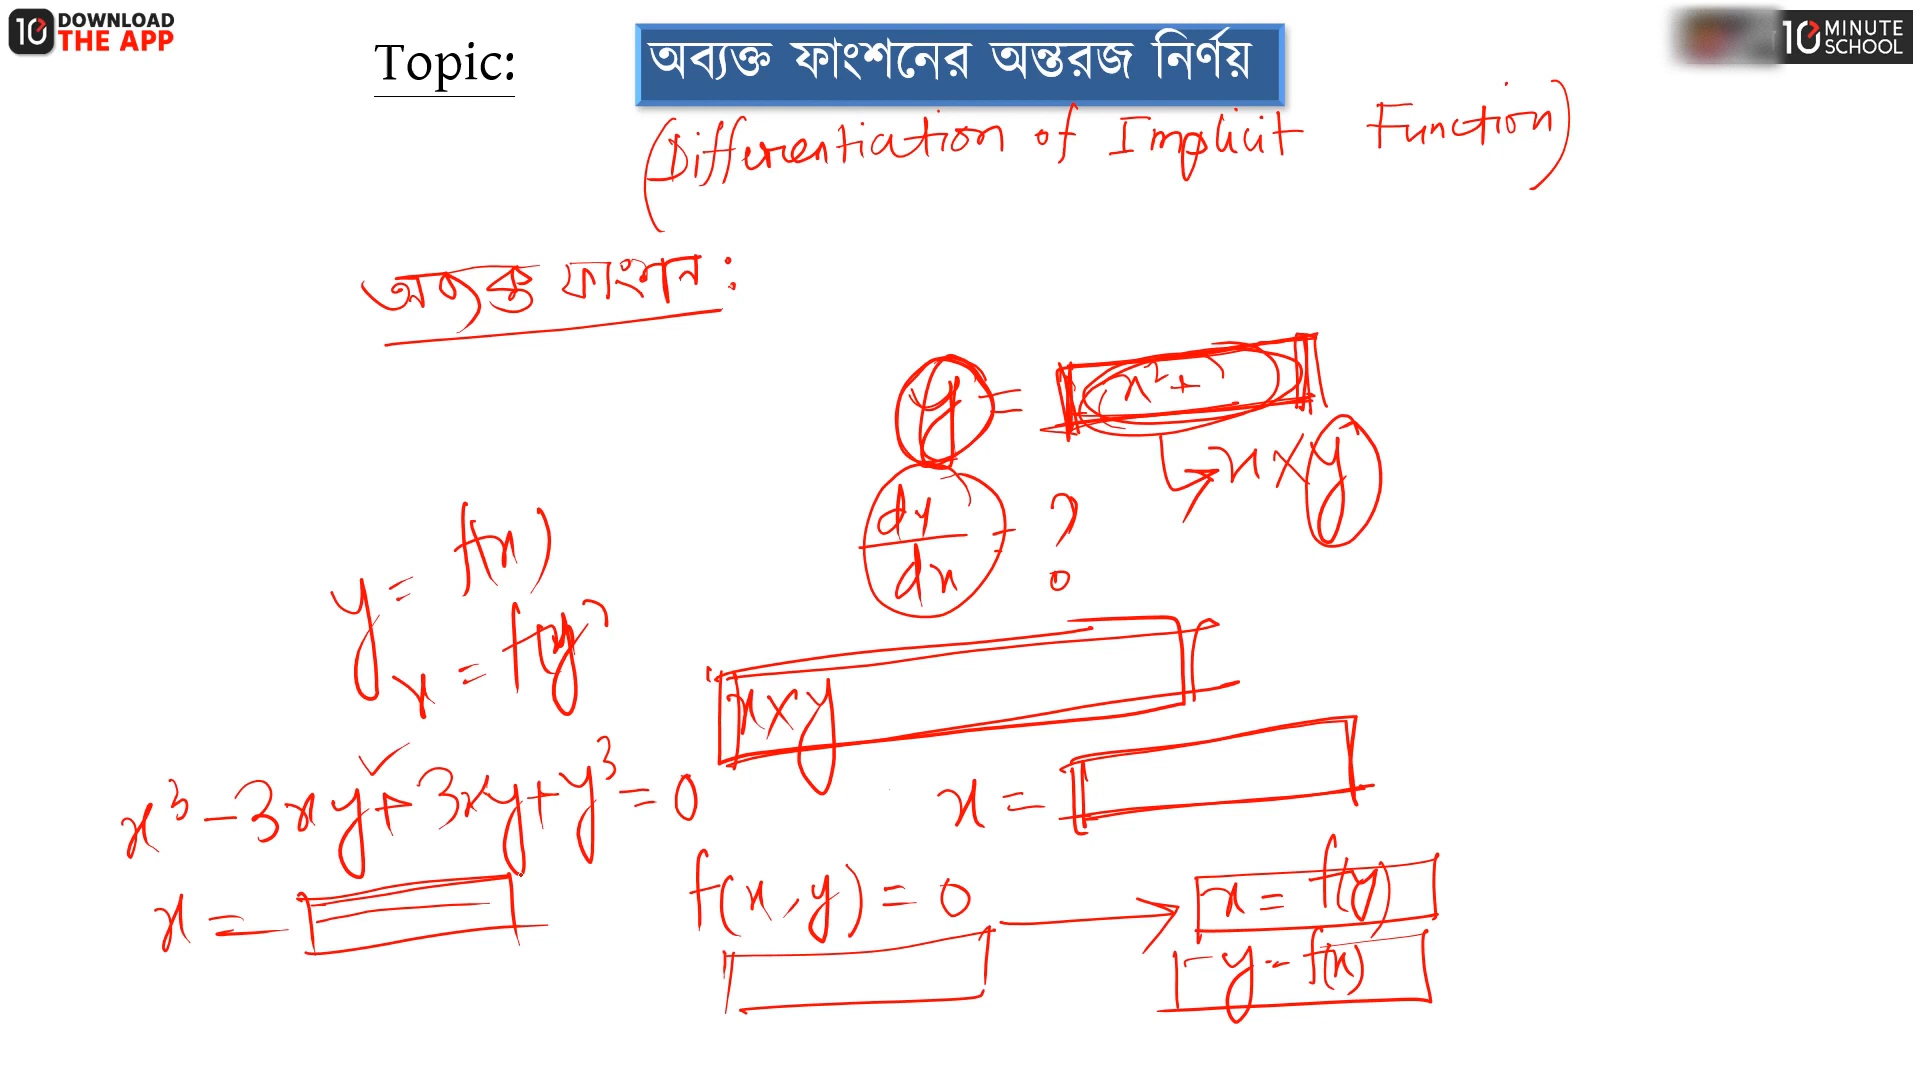 10 DOWNLOAD THE APP
10 MINUTE SCHOOL
Topic: অব্যক্ত ফাংশনের অন্তরজ নির্ণয়
(Differentiation of Implicit Function)
অব্যক্ত ফাংশন :
y = x² +
x × y
dy/dx = ?
y = f(x)
x = f(y)
x × y
x³ - 3xy + 3xy + y³ = 0
x =
x =
f(x, y) = 0
x = f(y)
y = f(x)